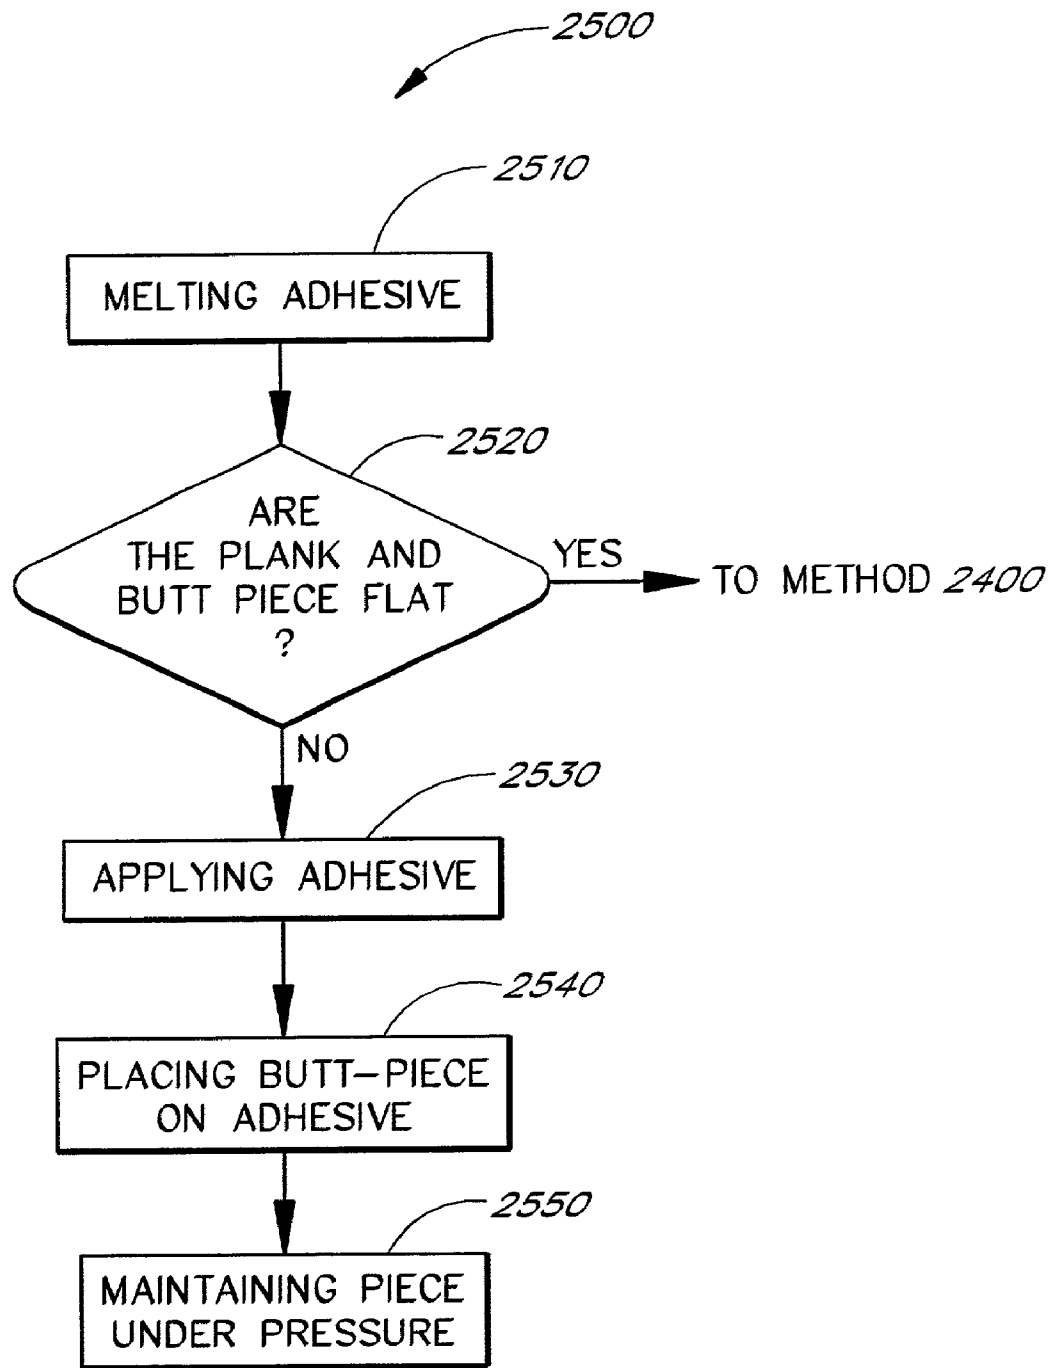 2500
2510
MELTING ADHESIVE
2520
ARE
THE PLANK AND
BUTT PIECE FLAT
?
YES
TO METHOD 2400
NO
2530
APPLYING ADHESIVE
2540
PLACING BUTT-PIECE
ON ADHESIVE
2550
MAINTAINING PIECE
UNDER PRESSURE